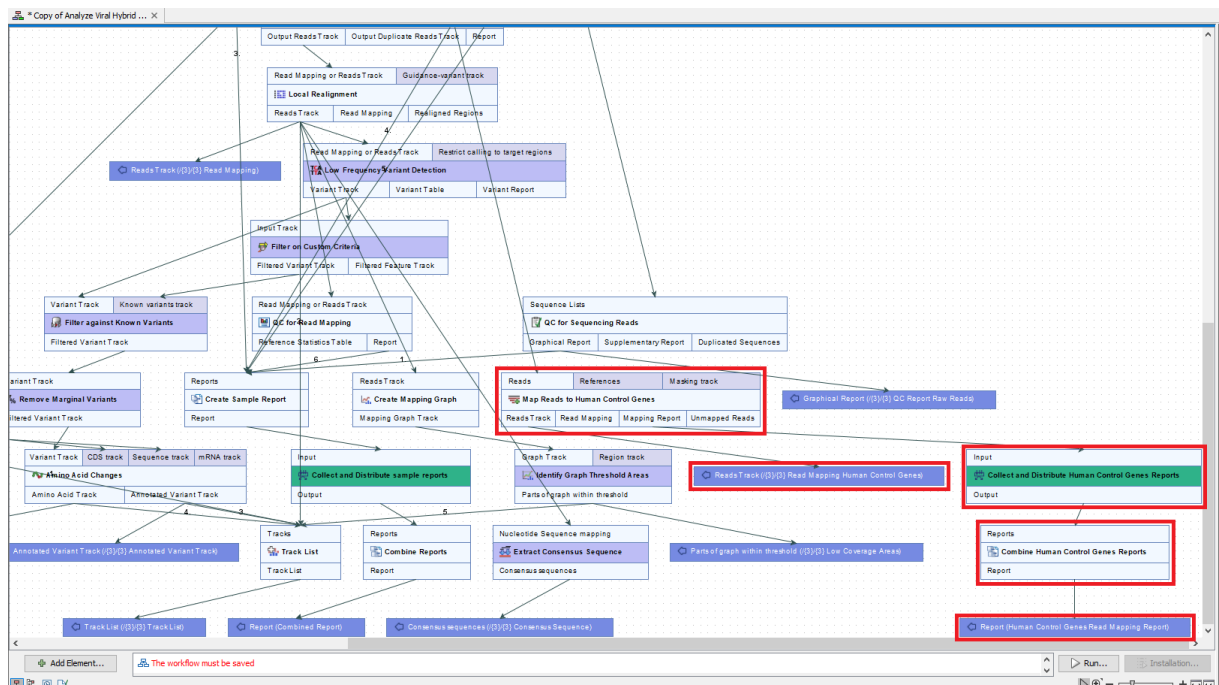 * Copy of Analyze Viral Hybrid ... ×
Output Reads Track Output Duplicate Reads Track Report
3.
Read Mapping or Reads Track Guidance-variant track
Local Realignment
Reads Track Read Mapping Realigned Regions
4.
Read Mapping or Reads Track Restrict calling to target regions
Reads Track (/{3}/{3} Read Mapping)
Low Frequency Variant Detection
Variant Track Variant Table Variant Report
Input Track
Filter on Custom Criteria
Filtered Variant Track Filtered Feature Track
Variant Track Known variants track
Filter against Known Variants
Filtered Variant Track
Read Mapping or Reads Track
QC for Read Mapping
Reference Statistics Table Report
Sequence Lists
QC for Sequencing Reads
Graphical Report Supplementary Report Duplicated Sequences
6 1.
ariant Track
Remove Marginal Variants
iltered Variant Track
Reports
Create Sample Report
Report
Reads Track
Create Mapping Graph
Mapping Graph Track
Reads References Masking track
Map Reads to Human Control Genes
Reads Track Read Mapping Mapping Report Unmapped Reads
Graphical Report (/{3}/{3} QC Report Raw Reads)
Variant Track CDS track Sequence track mRNA track
Amino Acid Changes
Amino Acid Track Annotated Variant Track
Input
Collect and Distribute sample reports
Output
Graph Track Region track
Identify Graph Threshold Areas
Parts of graph within threshold
Reads Track (/{3}/{3} Read Mapping Human Control Genes)
Input
Collect and Distribute Human Control Genes Reports
Output
4 3. 5
Annotated Variant Track (/{3}/{3} Annotated Variant Track)
Tracks
Track List
Track List
Reports
Combine Reports
Report
Nucleotide Sequence mapping
Extract Consensus Sequence
Consensus sequences
Parts of graph within threshold (/{3}/{3} Low Coverage Areas)
Reports
Combine Human Control Genes Reports
Report
Track List (/{3}/{3} Track List)
Report (Combined Report)
Consensus sequences (/{3}/{3} Consensus Sequence)
Report (Human Control Genes Read Mapping Report)
Add Element...
The workflow must be saved
Run...
Installation...